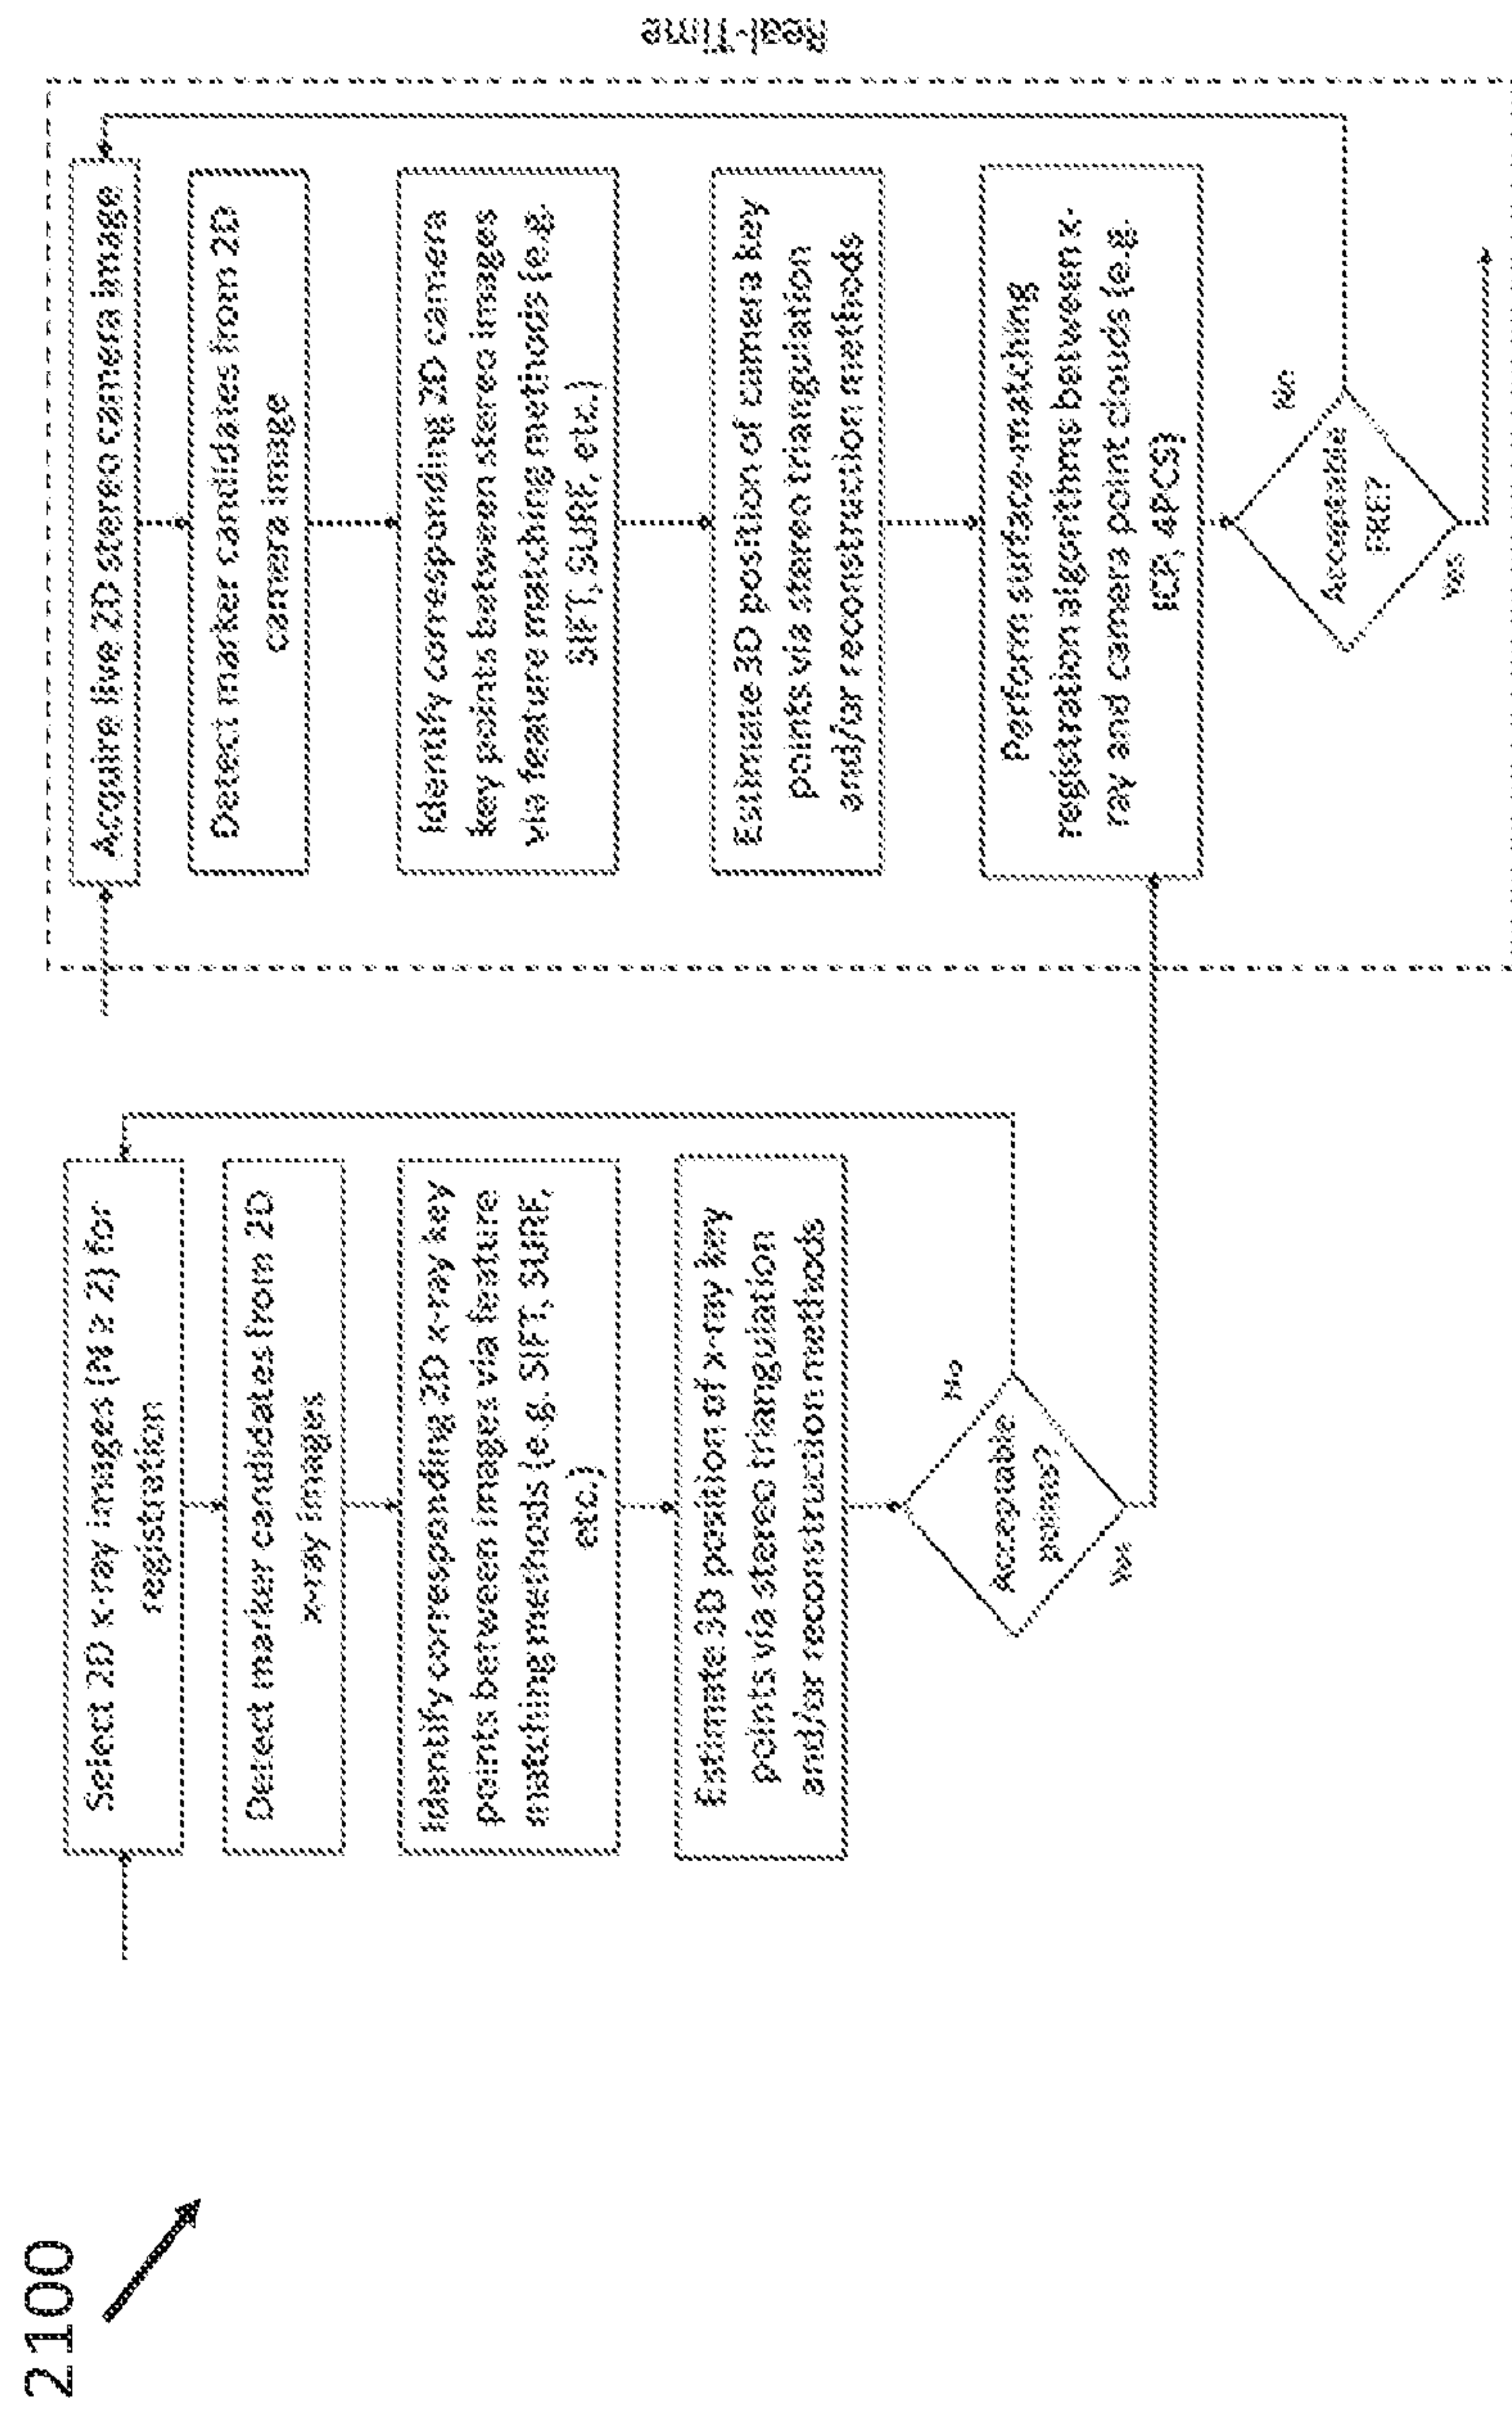 2100
Select 2D x-ray images (N ≥ 2) for
registration
Detect marker candidates from 2D
x-ray images
Identify corresponding 2D x-ray key
points between images via feature
matching methods (e.g. SIFT, SURF,
etc.)
Estimate 3D position of x-ray key
points via stereo triangulation
and/or reconstruction methods
Acceptable
points?
No
Yes
Real-Time
Acquire live 2D stereo camera image
Detect marker candidates from 2D
camera image
Identify corresponding 2D camera
key points between stereo images
via feature matching methods (e.g.
SIFT, SURF, etc.)
Estimate 3D position of camera key
points via stereo triangulation
and/or reconstruction methods
Perform surface-matching
registration algorithms between x-
ray and camera point clouds (e.g.
ICP, 4PCS)
Acceptable
FRE?
No
Yes